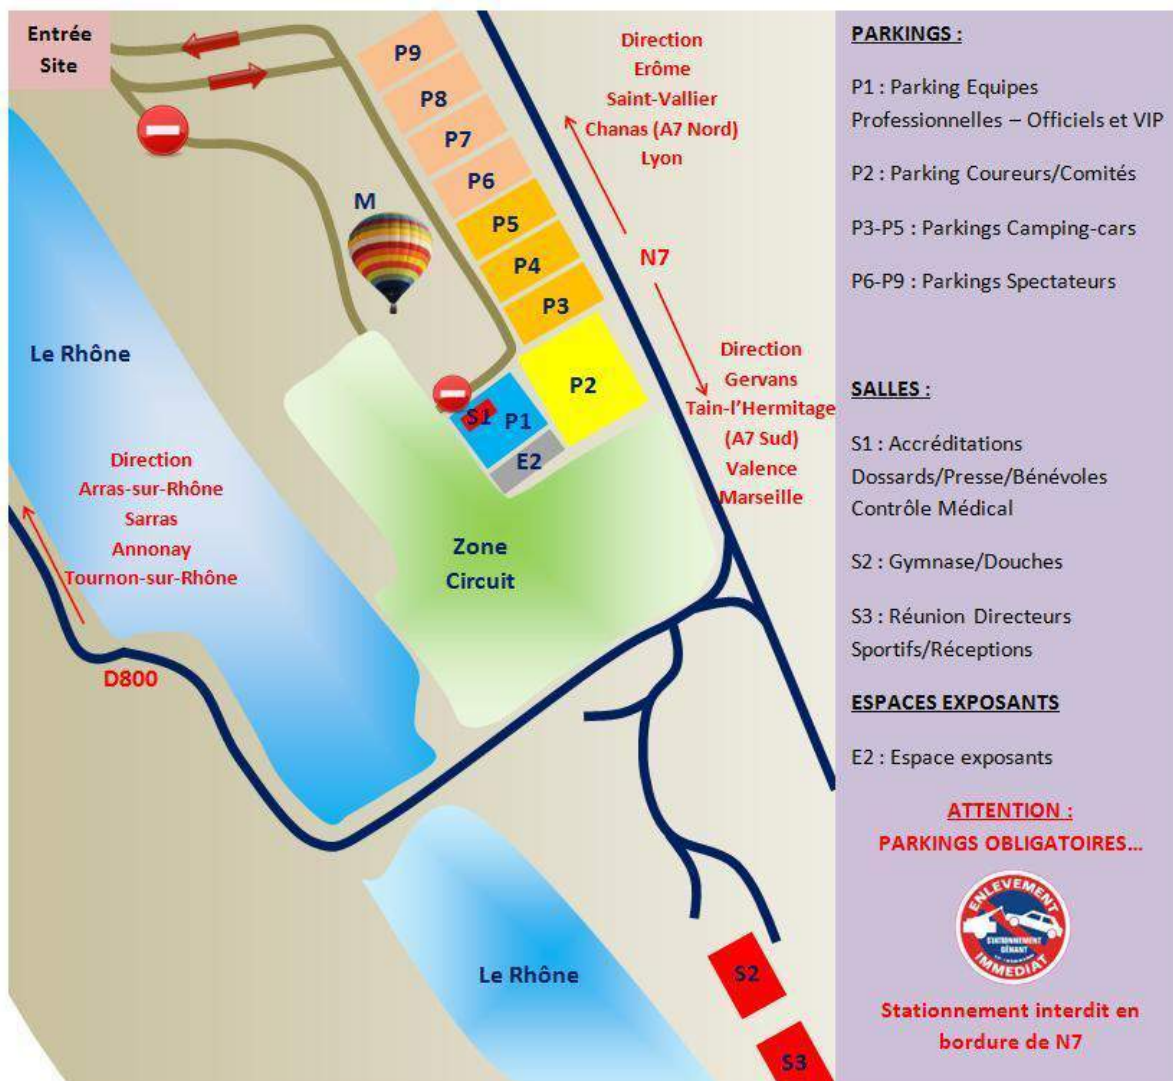 Entrée
Site
P9
P8
P7
P6
P5
P4
P3
P2
P1
S1
E2
M
Direction
Erôme
Saint-Vallier
Chanas (A7 Nord)
Lyon
N7
Direction
Gervans
Tain-l'Hermitage
(A7 Sud)
Valence
Marseille
Le Rhône
Direction
Arras-sur-Rhône
Sarras
Annonay
Tournon-sur-Rhône
D800
Zone
Circuit
Le Rhône
S2
S3
PARKINGS :
P1 : Parking Equipes
Professionnelles – Officiels et VIP
P2 : Parking Coureurs/Comités
P3-P5 : Parkings Camping-cars
P6-P9 : Parkings Spectateurs
SALLES :
S1 : Accréditations
Dossards/Presse/Bénévoles
Contrôle Médical
S2 : Gymnase/Douches
S3 : Réunion Directeurs
Sportifs/Réceptions
ESPACES EXPOSANTS
E2 : Espace exposants
ATTENTION :
PARKINGS OBLIGATOIRES...
ENLEVEMENT
STATIONNEMENT
GÊNANT
IMMEDIAT
Stationnement interdit en
bordure de N7